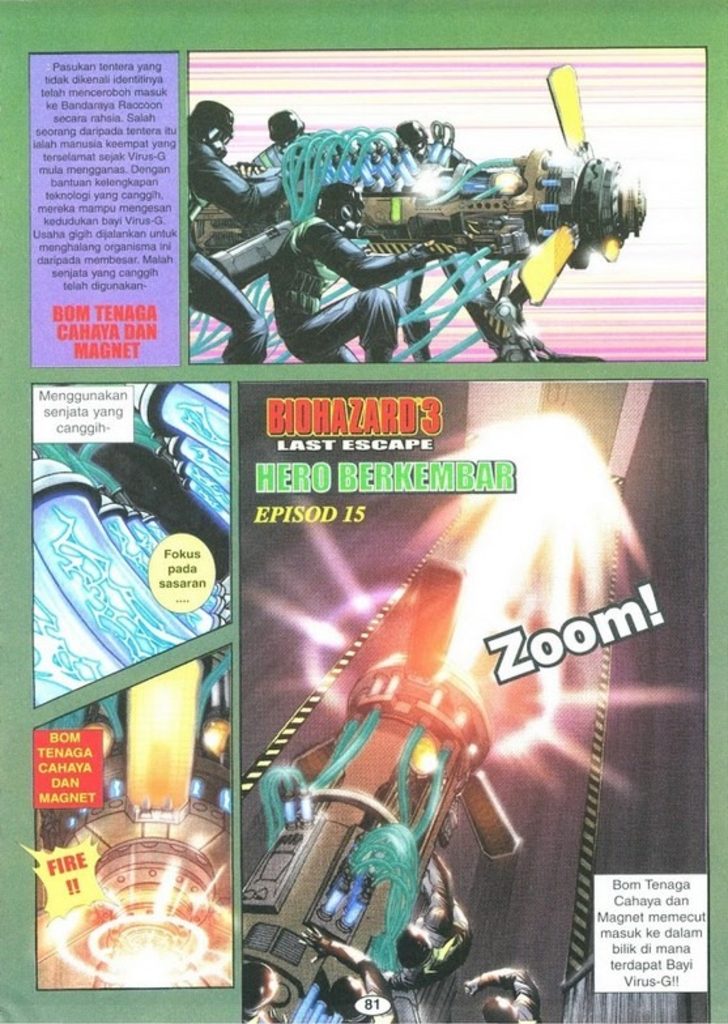 Pasukan tentera yang
tidak dikenali identitinya
telah menceroboh masuk
ke Bandaraya Raccoon
secara rahsia. Salah
seorang daripada tentera itu
ialah manusia keempat yang
terselamat sejak Virus-G
mula mengganas. Dengan
bantuan kelengkapan
teknologi yang canggih,
mereka mampu mengesan
kedudukan bayi Virus-G.
Usaha gigih dijalankan untuk
menghalang organisma ini
daripada membesar. Malah
senjata yang canggih
telah digunakan-
BOM TENAGA
CAHAYA DAN
MAGNET
Menggunakan
senjata yang
canggih-
Fokus
pada
sasaran
....
BOM
TENAGA
CAHAYA
DAN
MAGNET
FIRE
!!
BIOHAZARD 3
LAST ESCAPE
HERO BERKEMBAR
EPISOD 15
Zoom!
Bom Tenaga
Cahaya dan
Magnet memecut
masuk ke dalam
bilik di mana
terdapat Bayi
Virus-G!!
81